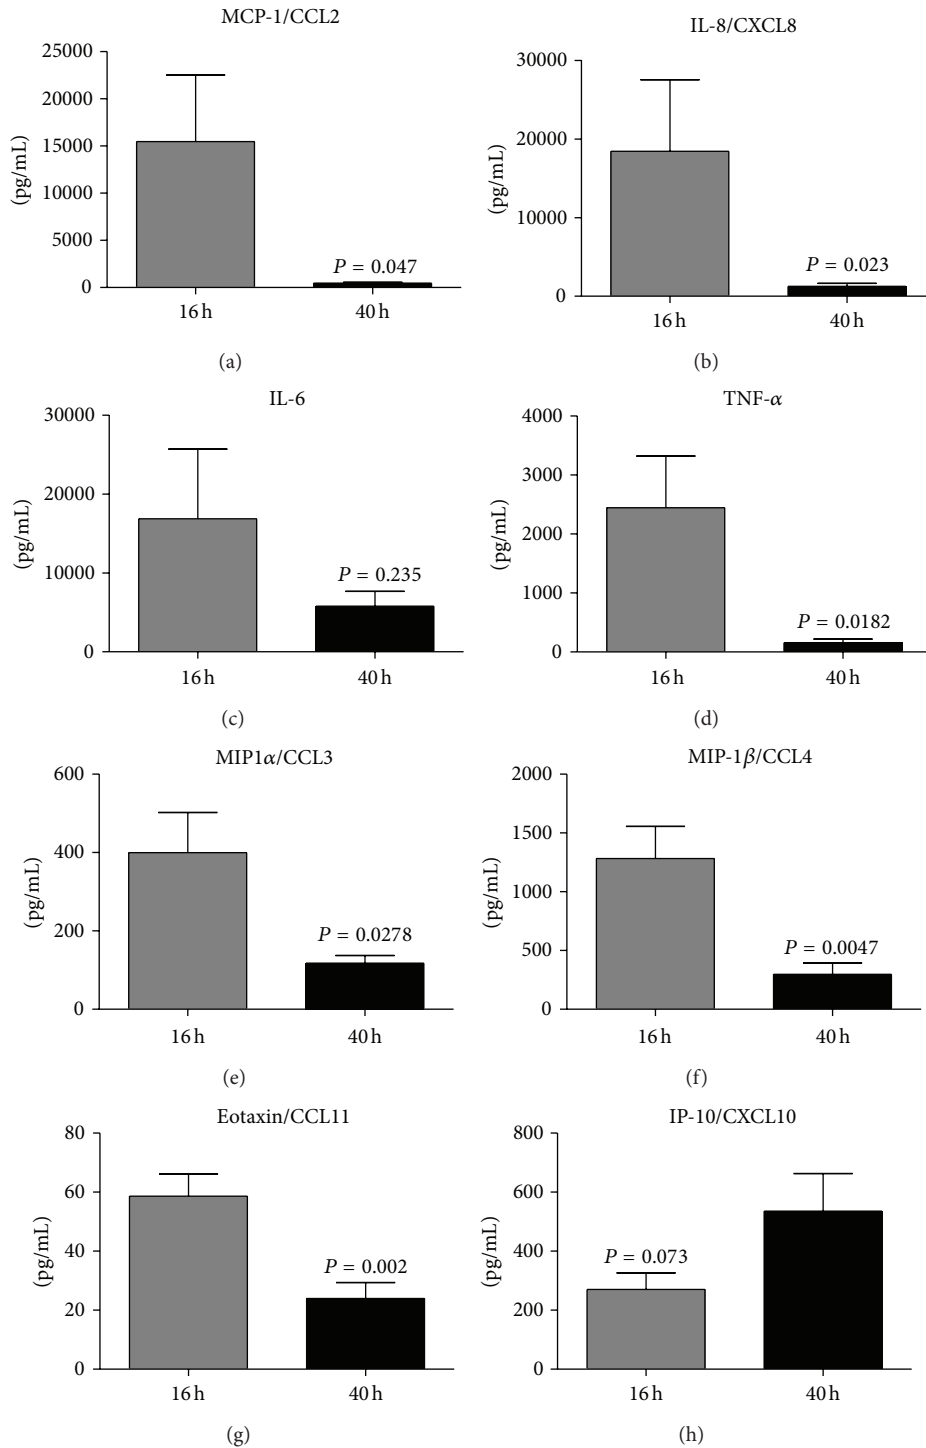 MCP-1/CCL2
25000
20000
15000
10000
5000
0
(pg/mL)
P = 0.047
16 h
40 h
(a)
IL-8/CXCL8
30000
20000
10000
0
(pg/mL)
P = 0.023
16 h
40 h
(b)
IL-6
30000
20000
10000
0
(pg/mL)
P = 0.235
16 h
40 h
(c)
TNF-α
4000
3000
2000
1000
0
(pg/mL)
P = 0.0182
16 h
40 h
(d)
MIP1α/CCL3
600
400
200
0
(pg/mL)
P = 0.0278
16 h
40 h
(e)
MIP-1β/CCL4
2000
1500
1000
500
0
(pg/mL)
P = 0.0047
16 h
40 h
(f)
Eotaxin/CCL11
80
60
40
20
0
(pg/mL)
P = 0.002
16 h
40 h
(g)
IP-10/CXCL10
800
600
400
200
0
(pg/mL)
P = 0.073
16 h
40 h
(h)